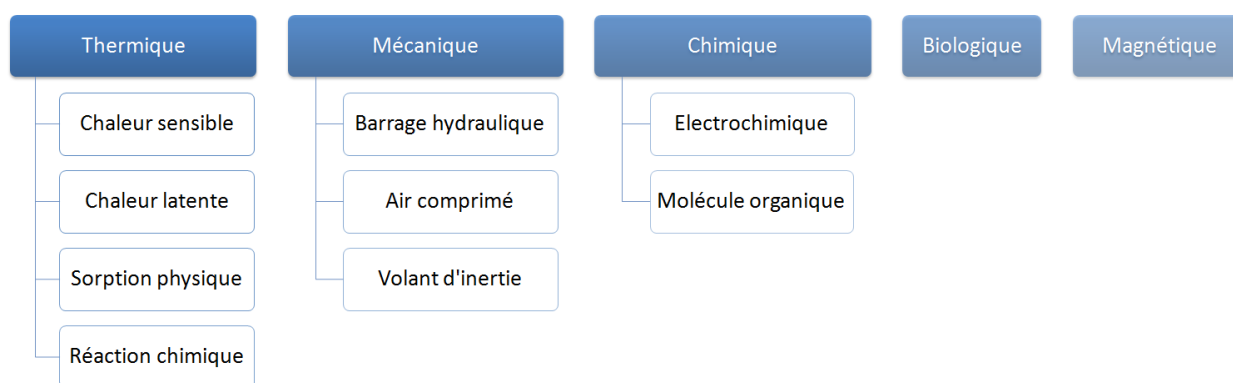 Thermique
Mécanique
Chimique
Biologique
Magnétique
Chaleur sensible
Barrage hydraulique
Electrochimique
Chaleur latente
Air comprimé
Molécule organique
Sorption physique
Volant d'inertie
Réaction chimique